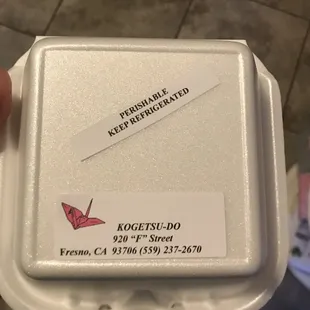 PERISHABLE
KEEP REFRIGERATED
KOGETSU-DO
920 "F" Street
Fresno, CA 93706 (559) 237-2670